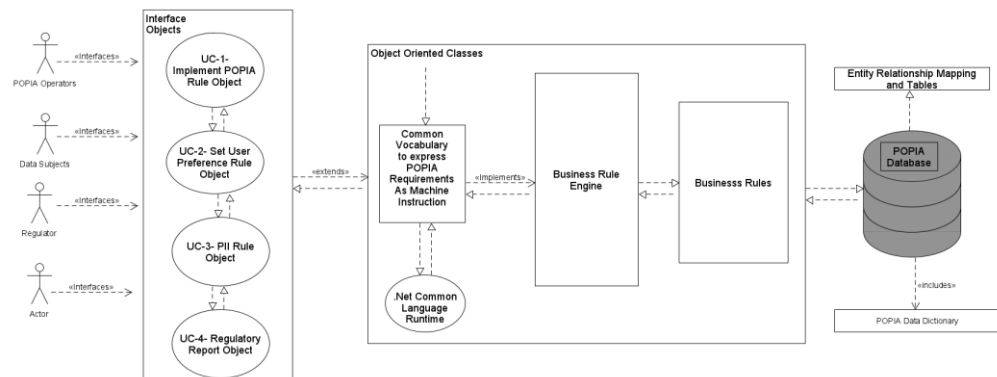 Interface
Objects
«Interfaces»
POPIA Operators
UC-1-
Implement POPIA
Rule Object
«Interfaces»
Data Subjects
UC-2- Set User
Preference Rule
Object
«Interfaces»
Regulator
UC-3- PII Rule
Object
«Interfaces»
Actor
UC-4- Regulatory
Report Object
«extends»
Object Oriented Classes
Common
Vocabulary
to express
POPIA
Requirements
As Machine
Instruction
«Implements»
.Net Common
Language
Runtime
Business Rule
Engine
Businesss Rules
Entity Relationship Mapping
and Tables
POPIA
Database
«includes»
POPIA Data Dictionary